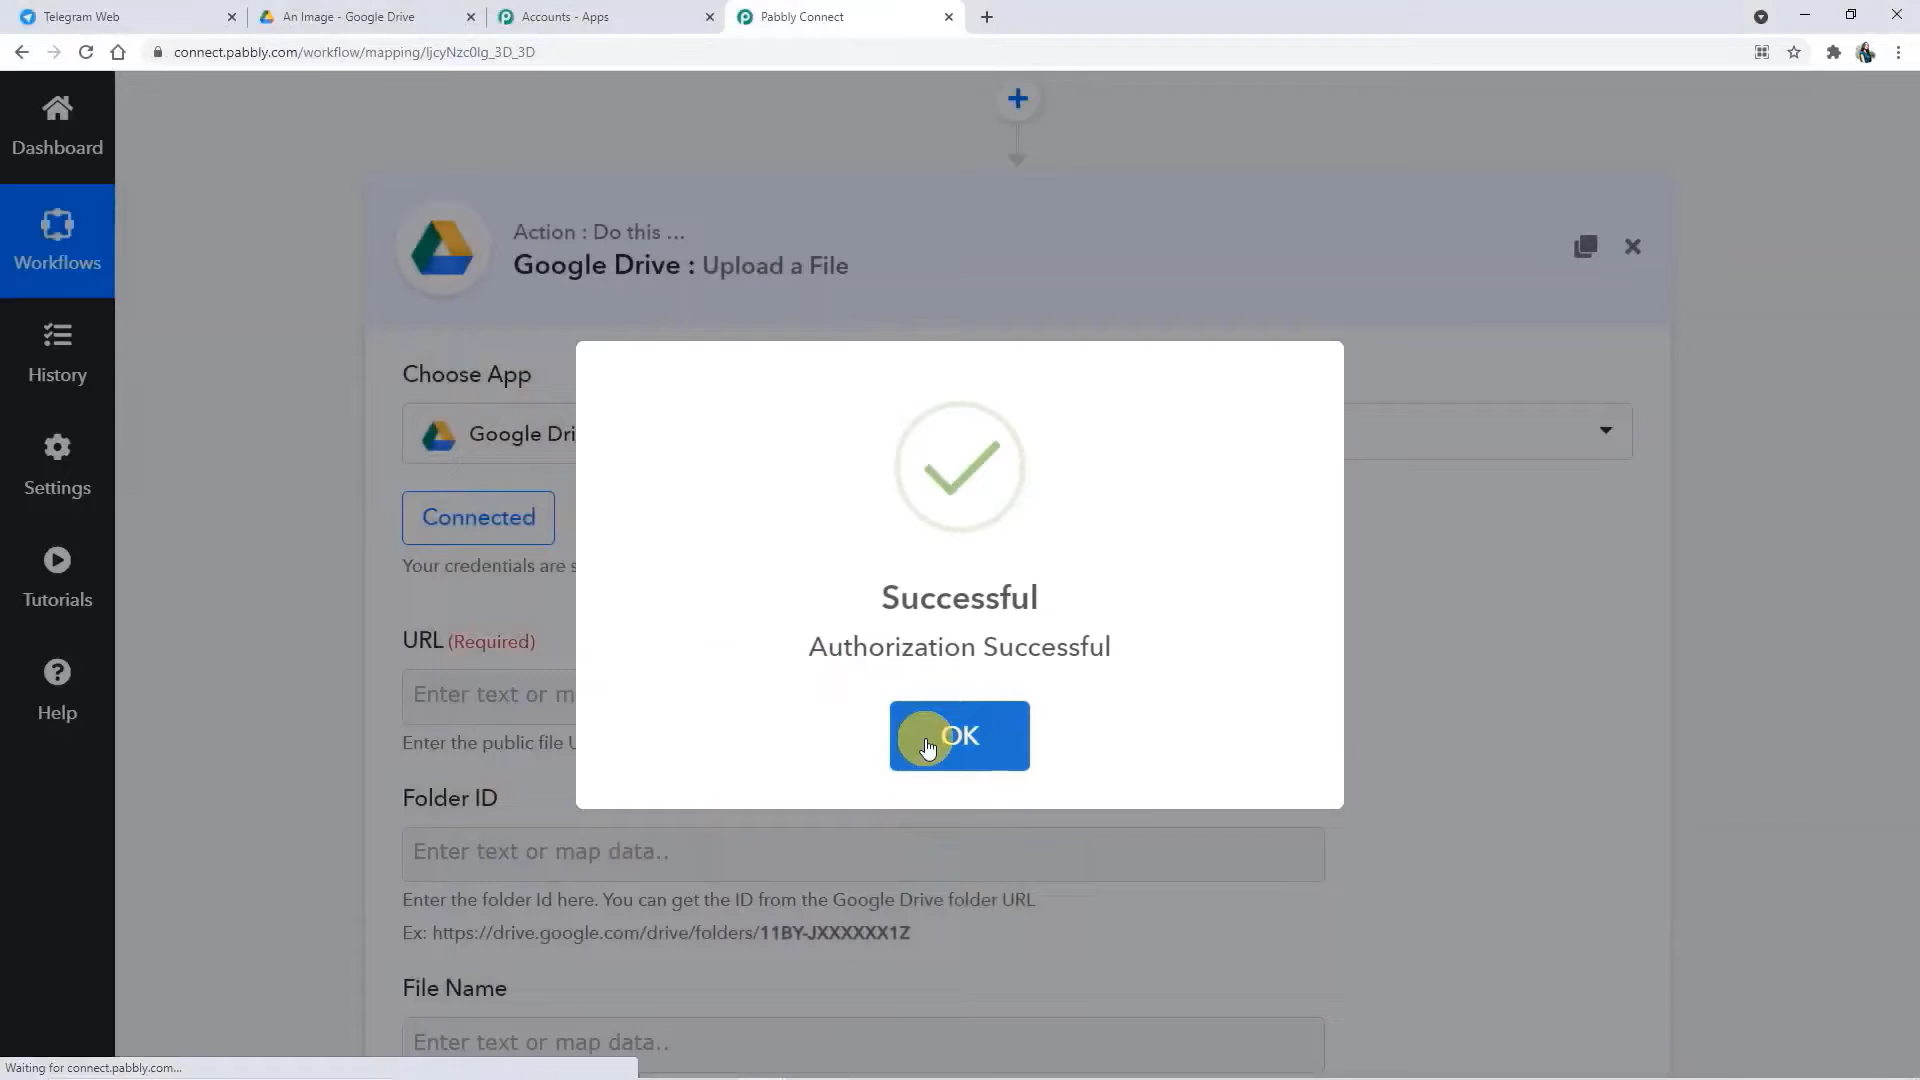 Telegram Web
An Image - Google Drive
Accounts - Apps
Pabbly Connect
connect.pabbly.com/workflow/mapping/IjcyNzc0Ig_3D_3D
Dashboard
Workflows
History
Settings
Tutorials
Help
Action : Do this ...
Google Drive : Upload a File
Choose App
Google Dri
Connected
Your credentials are s
URL (Required)
Enter text or m
Enter the public file U
Successful
Authorization Successful
OK
Folder ID
Enter text or map data..
Enter the folder Id here. You can get the ID from the Google Drive folder URL
Ex: https://drive.google.com/drive/folders/11BY-JXXXXXX1Z
File Name
Enter text or map data..
Waiting for connect.pabbly.com...